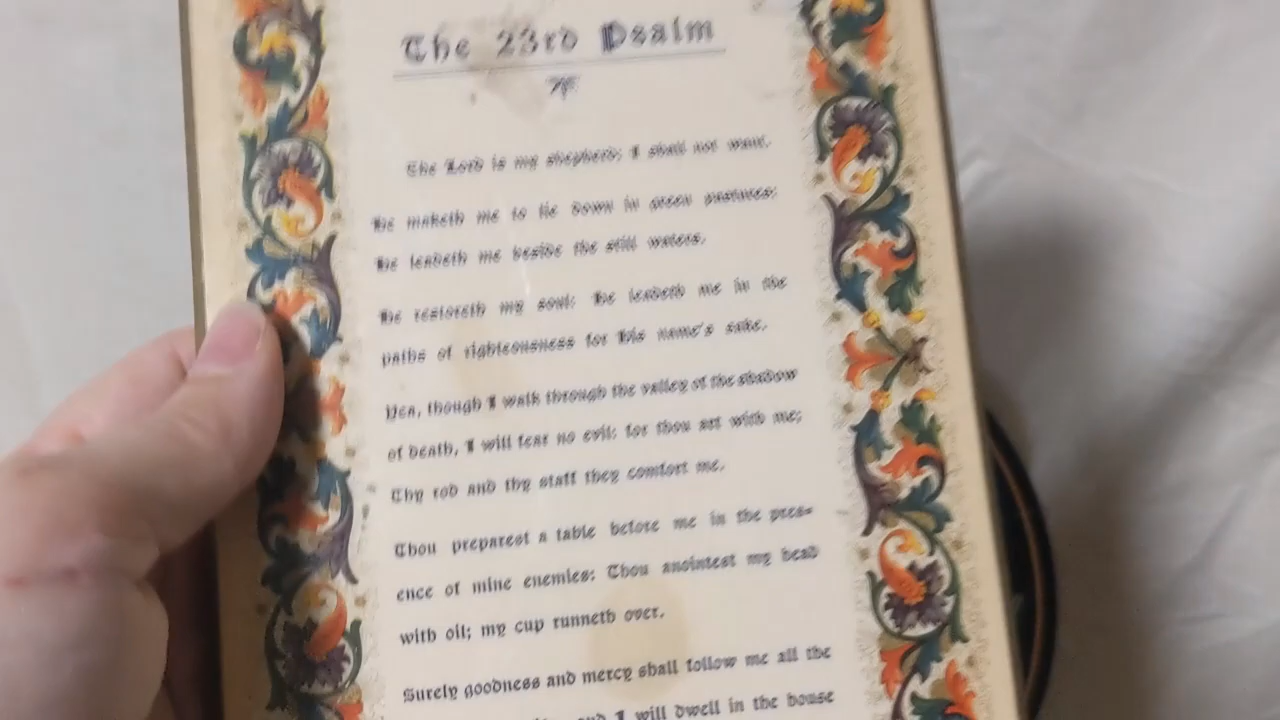 The 23rd Psalm
The Lord is my shepherd; I shall not want.
He maketh me to lie down in green pastures:
He leadeth me beside the still waters.
He restoreth my soul: He leadeth me in the
paths of righteousness for His name's sake.
Yea, though I walk through the valley of the shadow
of death, I will fear no evil: for thou art with me;
Thy rod and thy staff they comfort me.
Thou preparest a table before me in the pres=
ence of mine enemies: Thou anointest my head
with oil; my cup runneth over.
Surely goodness and mercy shall follow me all the
and I will dwell in the house